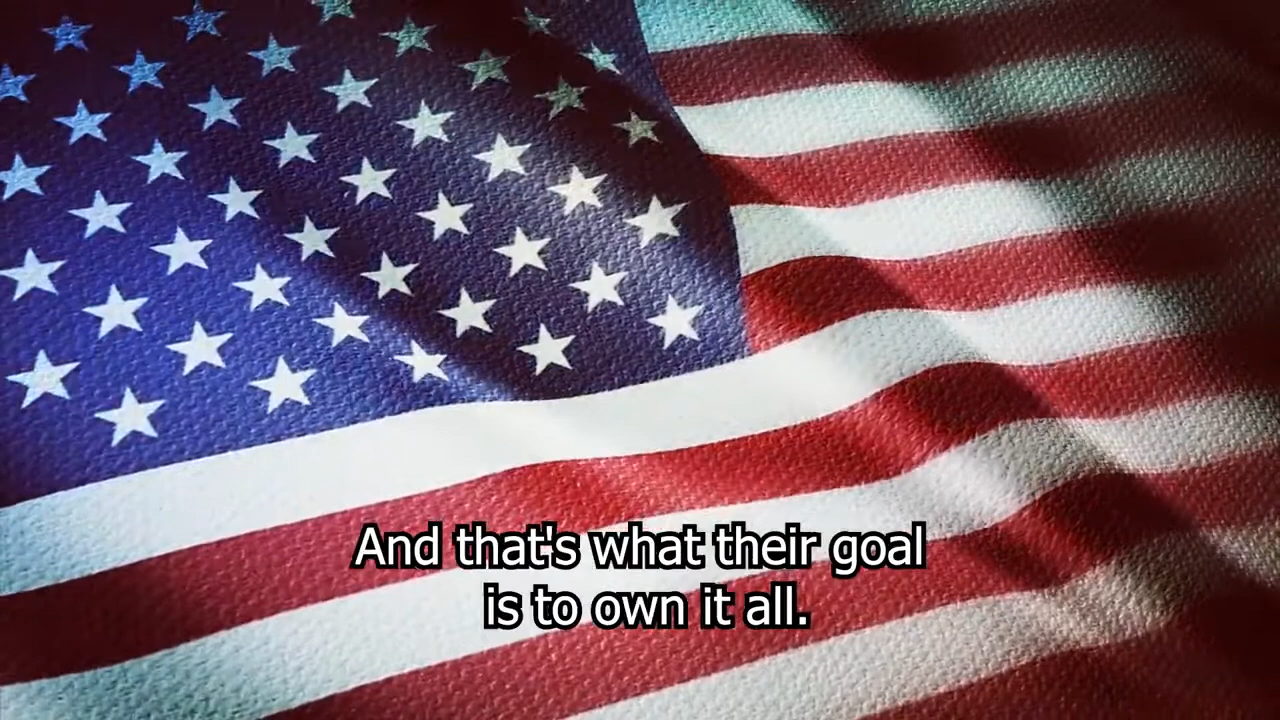 And that's what their goal
is to own it all.